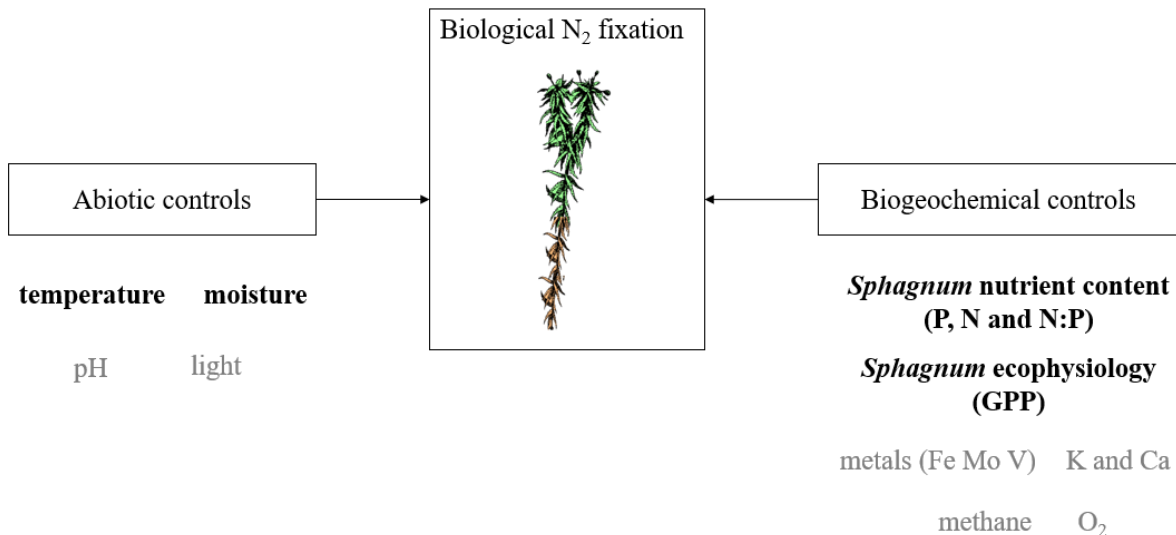 Biological N₂ fixation
Abiotic controls
temperature moisture
pH light
Biogeochemical controls
Sphagnum nutrient content
(P, N and N:P)
Sphagnum ecophysiology
(GPP)
metals (Fe Mo V) K and Ca
methane O₂